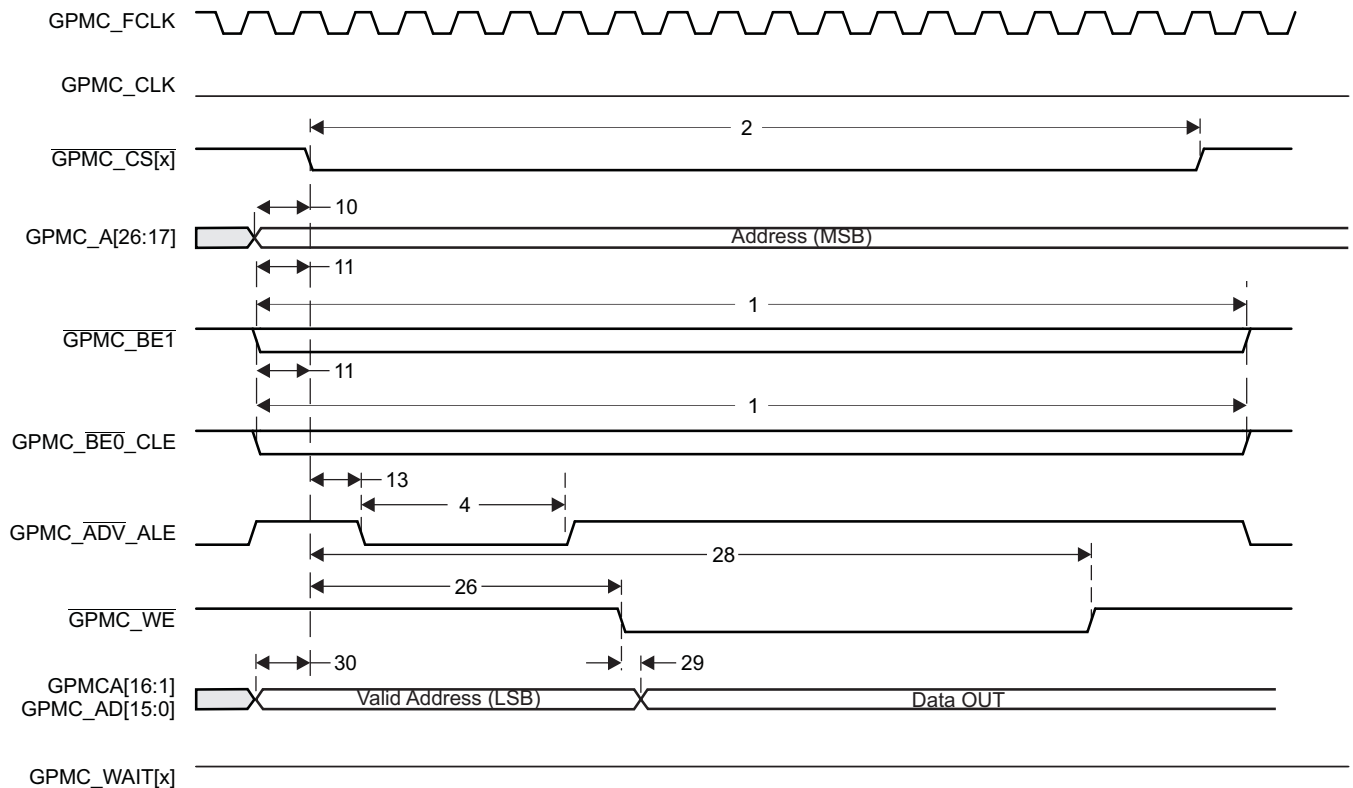 GPMC_FCLK
GPMC_CLK
2
GPMC_CS[x]
10
GPMC_A[26:17] Address (MSB)
11
1
GPMC_BE1
11
1
GPMC_BE0_CLE
13
4
GPMC_ADV_ALE
28
26
GPMC_WE
30 29
GPMCA[16:1]
GPMC_AD[15:0] Valid Address (LSB) Data OUT
GPMC_WAIT[x]